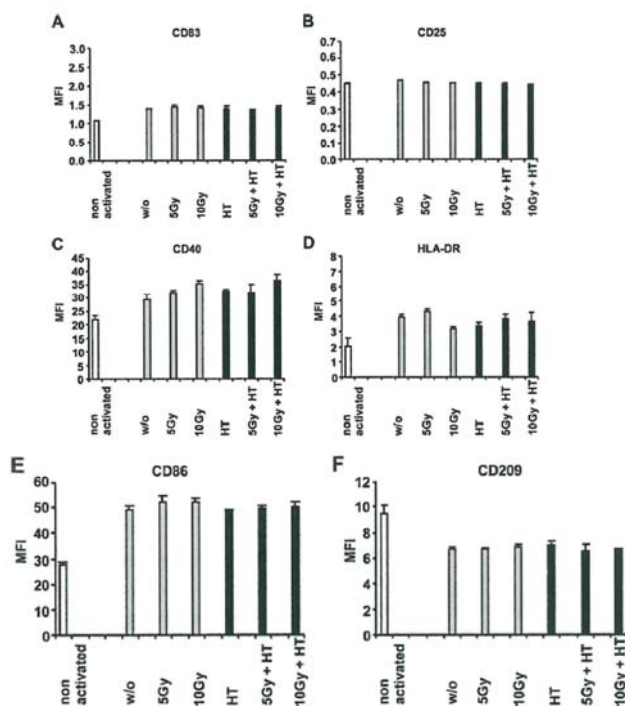 A
CD83
MFI
3.0
2.5
2.0
1.5
1.0
0.5
0.0
non
activated
w/o
5Gy
10Gy
HT
5Gy + HT
10Gy + HT
B
CD25
MFI
0.7
0.6
0.5
0.4
0.3
0.2
0.1
0.0
non
activated
w/o
5Gy
10Gy
HT
5Gy + HT
10Gy + HT
C
CD40
MFI
45
40
35
30
25
20
15
10
5
0
non
activated
w/o
5Gy
10Gy
HT
5Gy + HT
10Gy + HT
D
HLA-DR
MFI
8
7
6
5
4
3
2
1
0
non
activated
w/o
5Gy
10Gy
HT
5Gy + HT
10Gy + HT
E
CD86
MFI
60
50
40
30
20
10
0
non
activated
w/o
5Gy
10Gy
HT
5Gy + HT
10Gy + HT
F
CD209
MFI
12
10
8
6
4
2
0
non
activated
w/o
5Gy
10Gy
HT
5Gy + HT
10Gy + HT